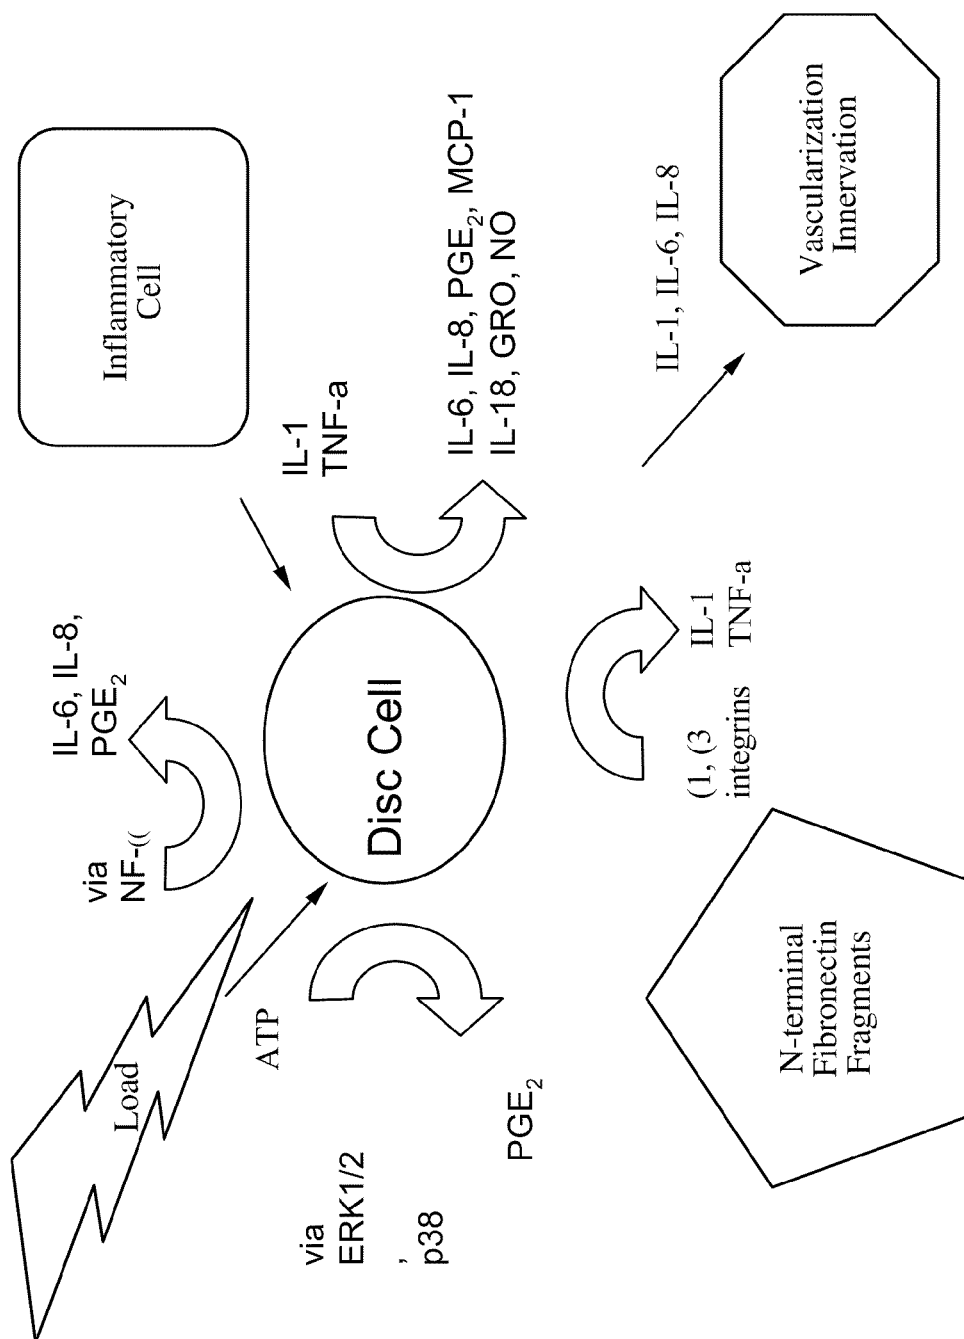 Load
via
NF-((
IL-6, IL-8,
PGE₂
Inflammatory
Cell
ATP
IL-1
TNF-a
via
ERK1/2
,
p38
Disc Cell
IL-6, IL-8, PGE₂, MCP-1
IL-18, GRO, NO
PGE₂
IL-1, IL-6, IL-8
(1, (3
integrins
IL-1
TNF-a
N-terminal
Fibronectin
Fragments
Vascularization
Innervation